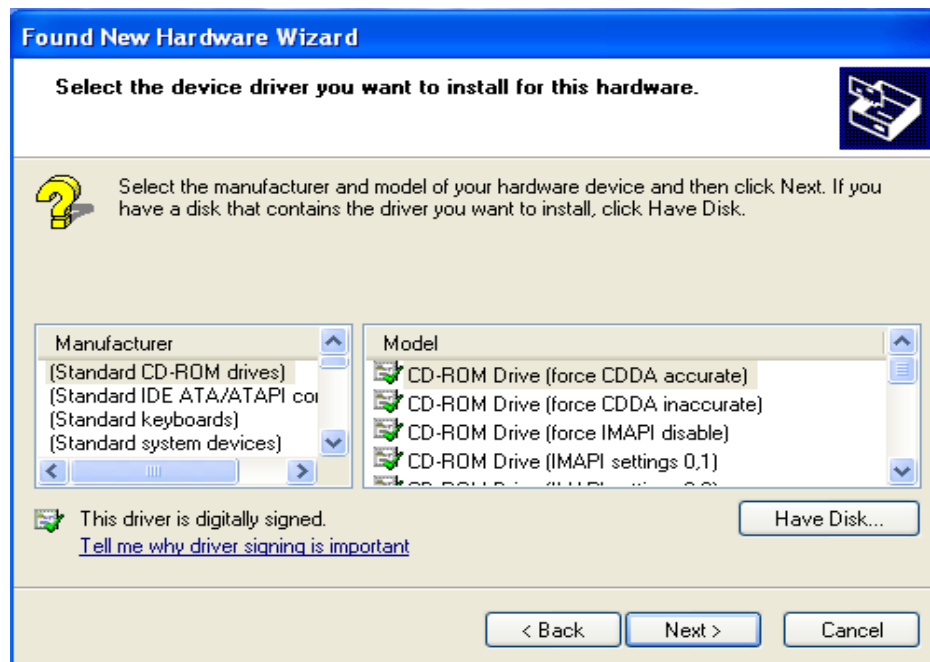 Found New Hardware Wizard
Select the device driver you want to install for this hardware.
Select the manufacturer and model of your hardware device and then click Next. If you
have a disk that contains the driver you want to install, click Have Disk.
Manufacturer
(Standard CD-ROM drives)
(Standard IDE ATA/ATAPI
(Standard keyboards)
(Standard system devices)
Model
CD-ROM Drive (force CDDA accurate)
CD-ROM Drive (force CDDA inaccurate)
CD-ROM Drive (force IMAPI disable)
CD-ROM Drive (IMAPI settings 0,1)
This driver is digitally signed.
Tell me why driver signing is important
Have Disk...
< Back
Next >
Cancel